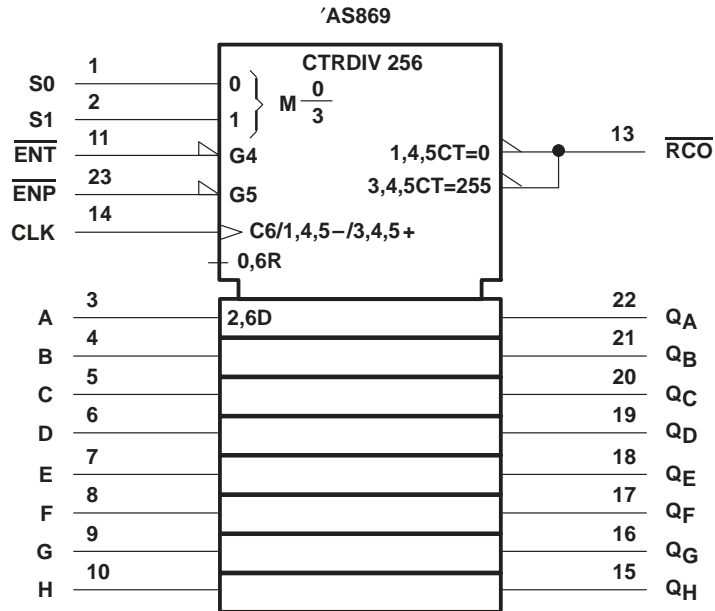 ′AS869
CTRDIV 256
S0 1 0
M 0/3
S1 2 1
ENT 11 G4
1,4,5CT=0 13 RCO
ENP 23 G5
3,4,5CT=255
CLK 14 C6/1,4,5−/3,4,5+
0,6R
A 3 2,6D 22 QA
B 4 21 QB
C 5 20 QC
D 6 19 QD
E 7 18 QE
F 8 17 QF
G 9 16 QG
H 10 15 QH